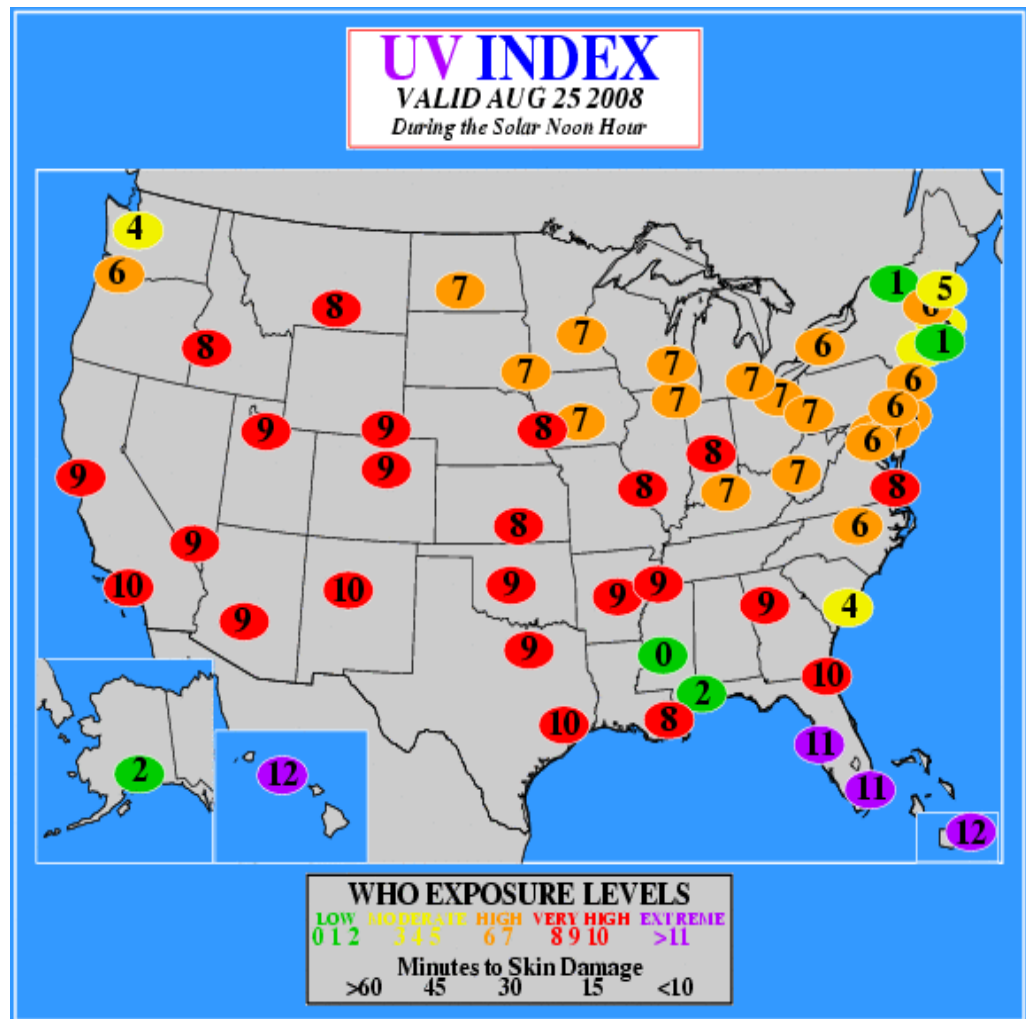 UV INDEX
VALID AUG 25 2008
During the Solar Noon Hour
4
6 7 1 5
8 6
7 1
8 6
7 7 7 6
7 7 7 6
9 9 8 7 6
8
9 9 7
8 7 8
8 6
9
10 10 9 9 9
9 4
9
9 0
10
2
10 8
11
2 12 11
12
WHO EXPOSURE LEVELS
LOW MODERATE HIGH VERY HIGH EXTREME
0 1 2 3 4 5 6 7 8 9 10 >11
Minutes to Skin Damage
>60 45 30 15 <10